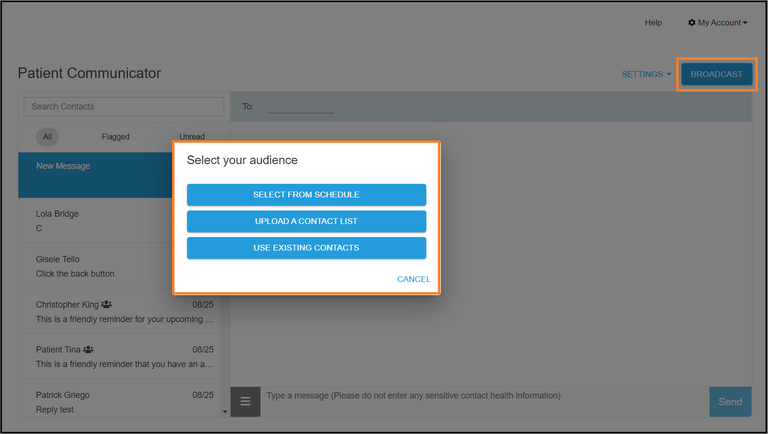 Help
My Account
Patient Communicator
SETTINGS
BROADCAST
Search Contacts
To:
All
Flagged
Unread
New Message
Select your audience
SELECT FROM SCHEDULE
UPLOAD A CONTACT LIST
USE EXISTING CONTACTS
CANCEL
Lola Bridge
C
Gisele Tello
Click the back button
Christopher King
08/25
This is a friendly reminder for your upcoming ...
Patient Tina
08/25
This is a friendly reminder that you have an a...
Patrick Griego
08/25
Reply test
Type a message (Please do not enter any sensitive contact health information)
Send